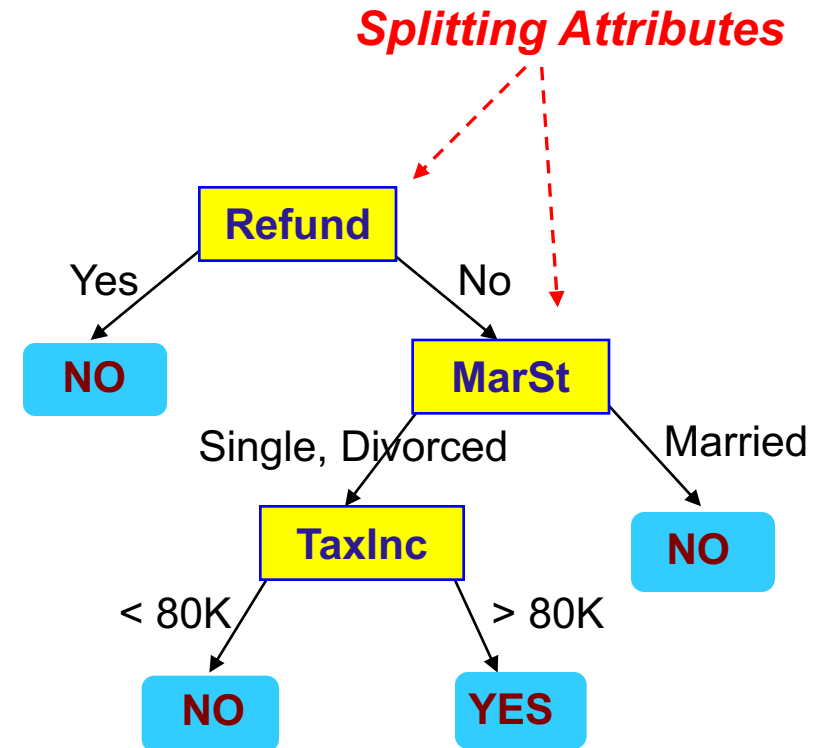 Splitting Attributes
Refund
Yes
No
NO
MarSt
Single, Divorced
Married
TaxInc
NO
< 80K
> 80K
NO
YES